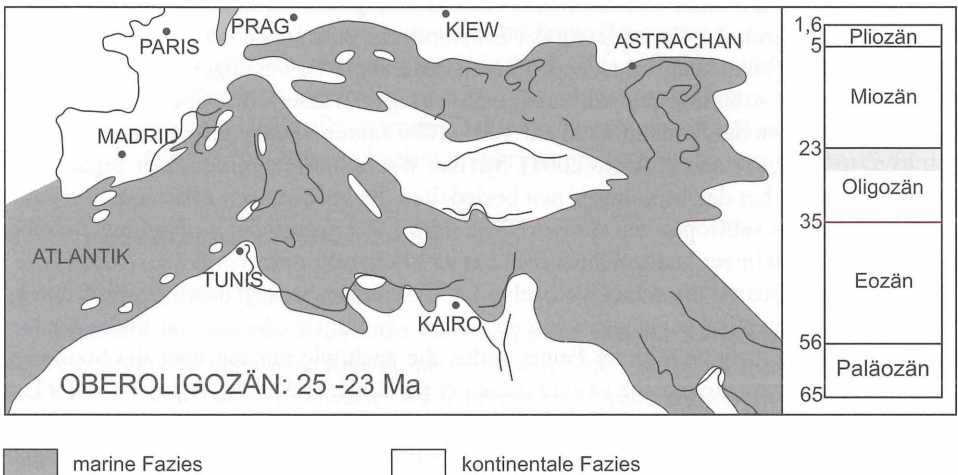 PRAG
KIEW
PARIS
ASTRACHAN
MADRID
ATLANTIK
TUNIS
KAIRO
OBEROLIGOZÄN: 25 -23 Ma
1,6
Pliozän
5
Miozän
23
Oligozän
35
Eozän
56
Paläozän
65
marine Fazies
kontinentale Fazies